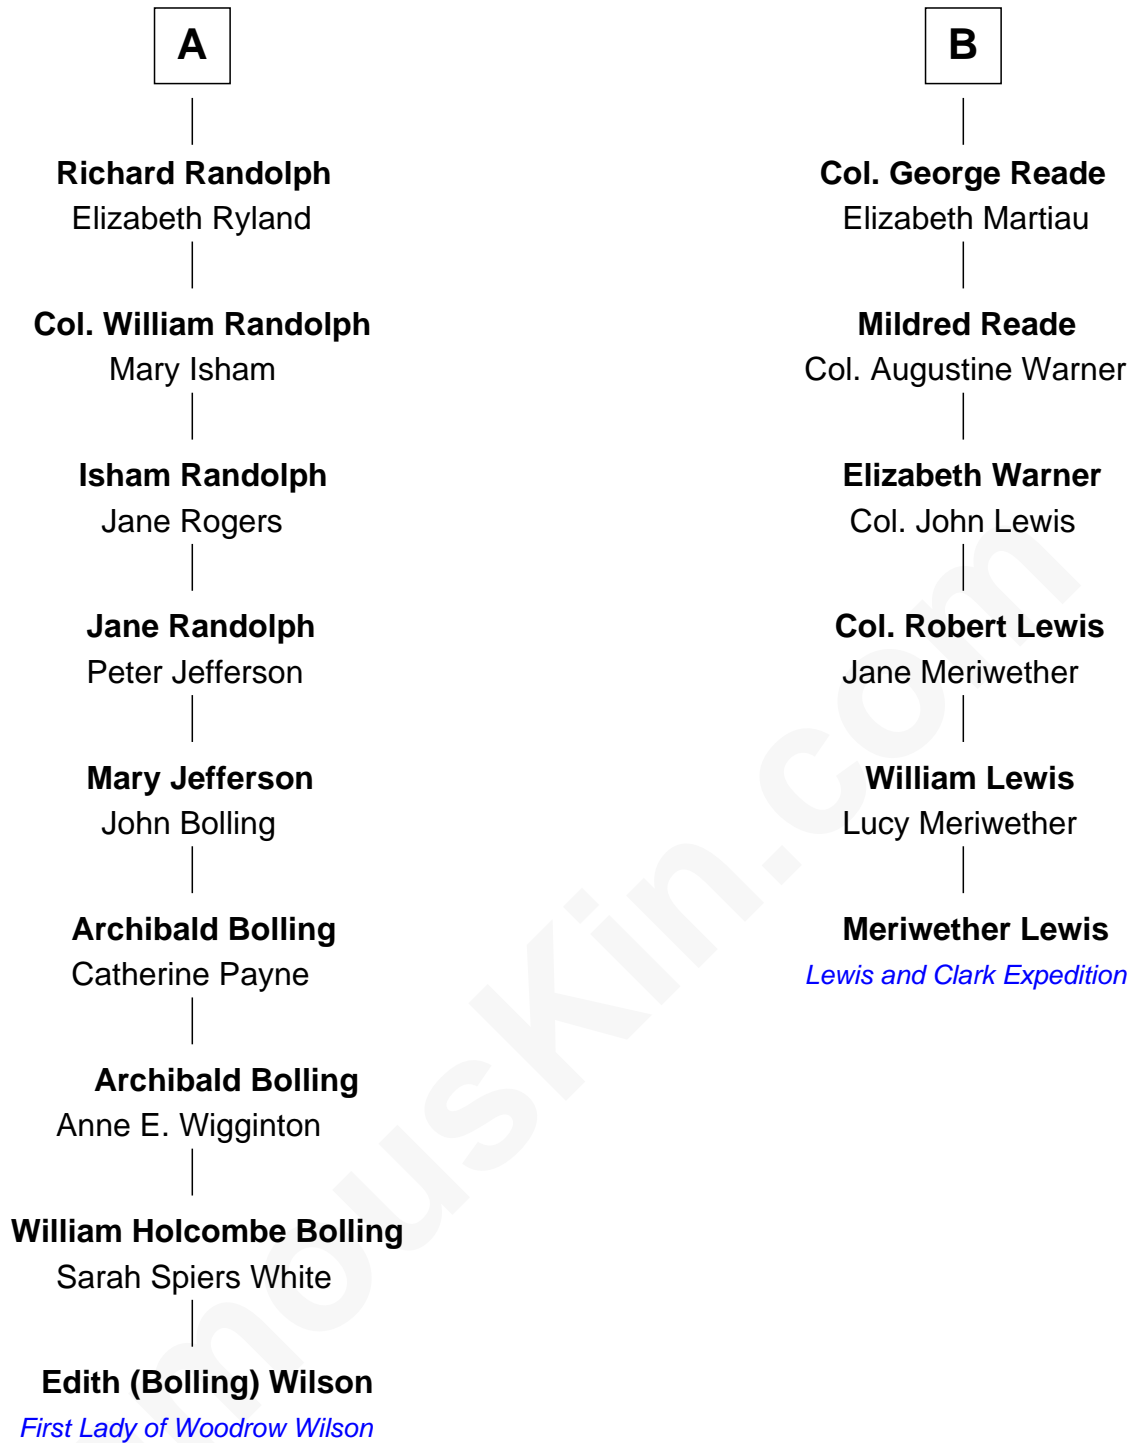 A
Richard Randolph
Elizabeth Ryland
Col. William Randolph
Mary Isham
Isham Randolph
Jane Rogers
Jane Randolph
Peter Jefferson
Mary Jefferson
John Bolling
Archibald Bolling
Catherine Payne
Archibald Bolling
Anne E. Wigginton
William Holcombe Bolling
Sarah Spiers White
Edith (Bolling) Wilson
First Lady of Woodrow Wilson
B
Col. George Reade
Elizabeth Martiau
Mildred Reade
Col. Augustine Warner
Elizabeth Warner
Col. John Lewis
Col. Robert Lewis
Jane Meriwether
William Lewis
Lucy Meriwether
Meriwether Lewis
Lewis and Clark Expedition
mousKin.com